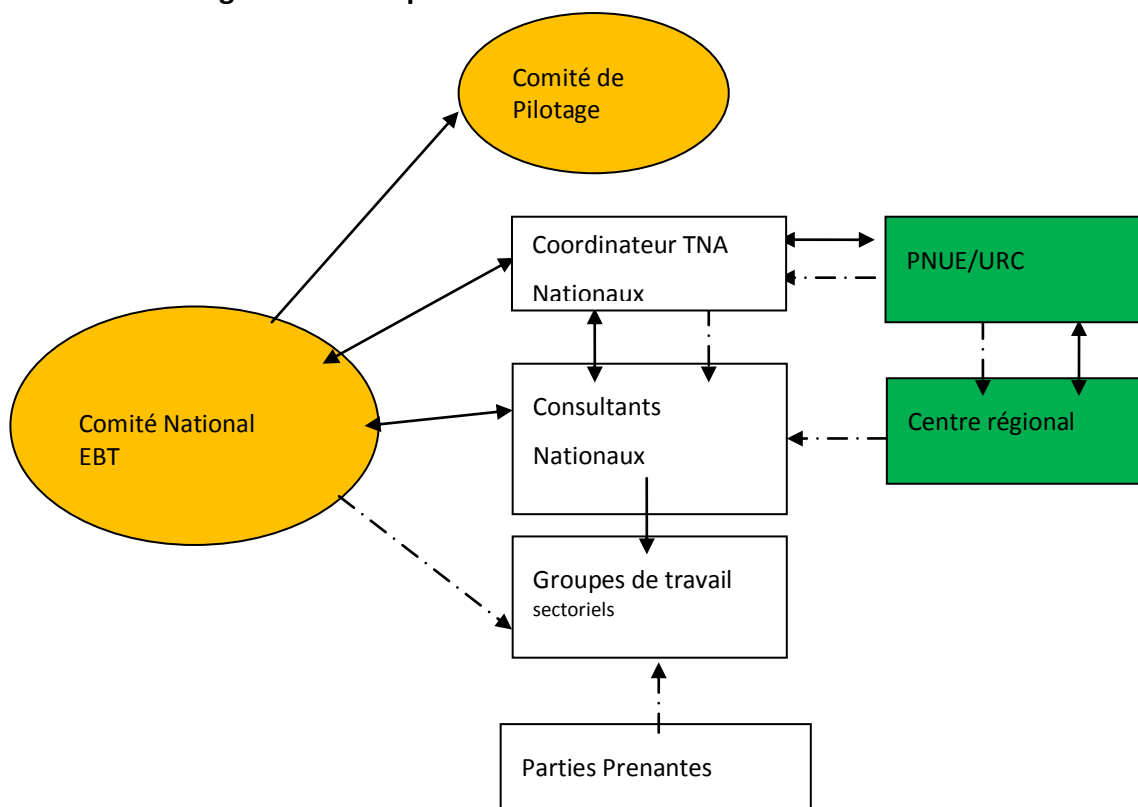 Comité de
Pilotage
Coordinateur TNA
Nationaux
PNUE/URC
Consultants
Nationaux
Centre régional
Comité National
EBT
Groupes de travail
sectoriels
Parties Prenantes